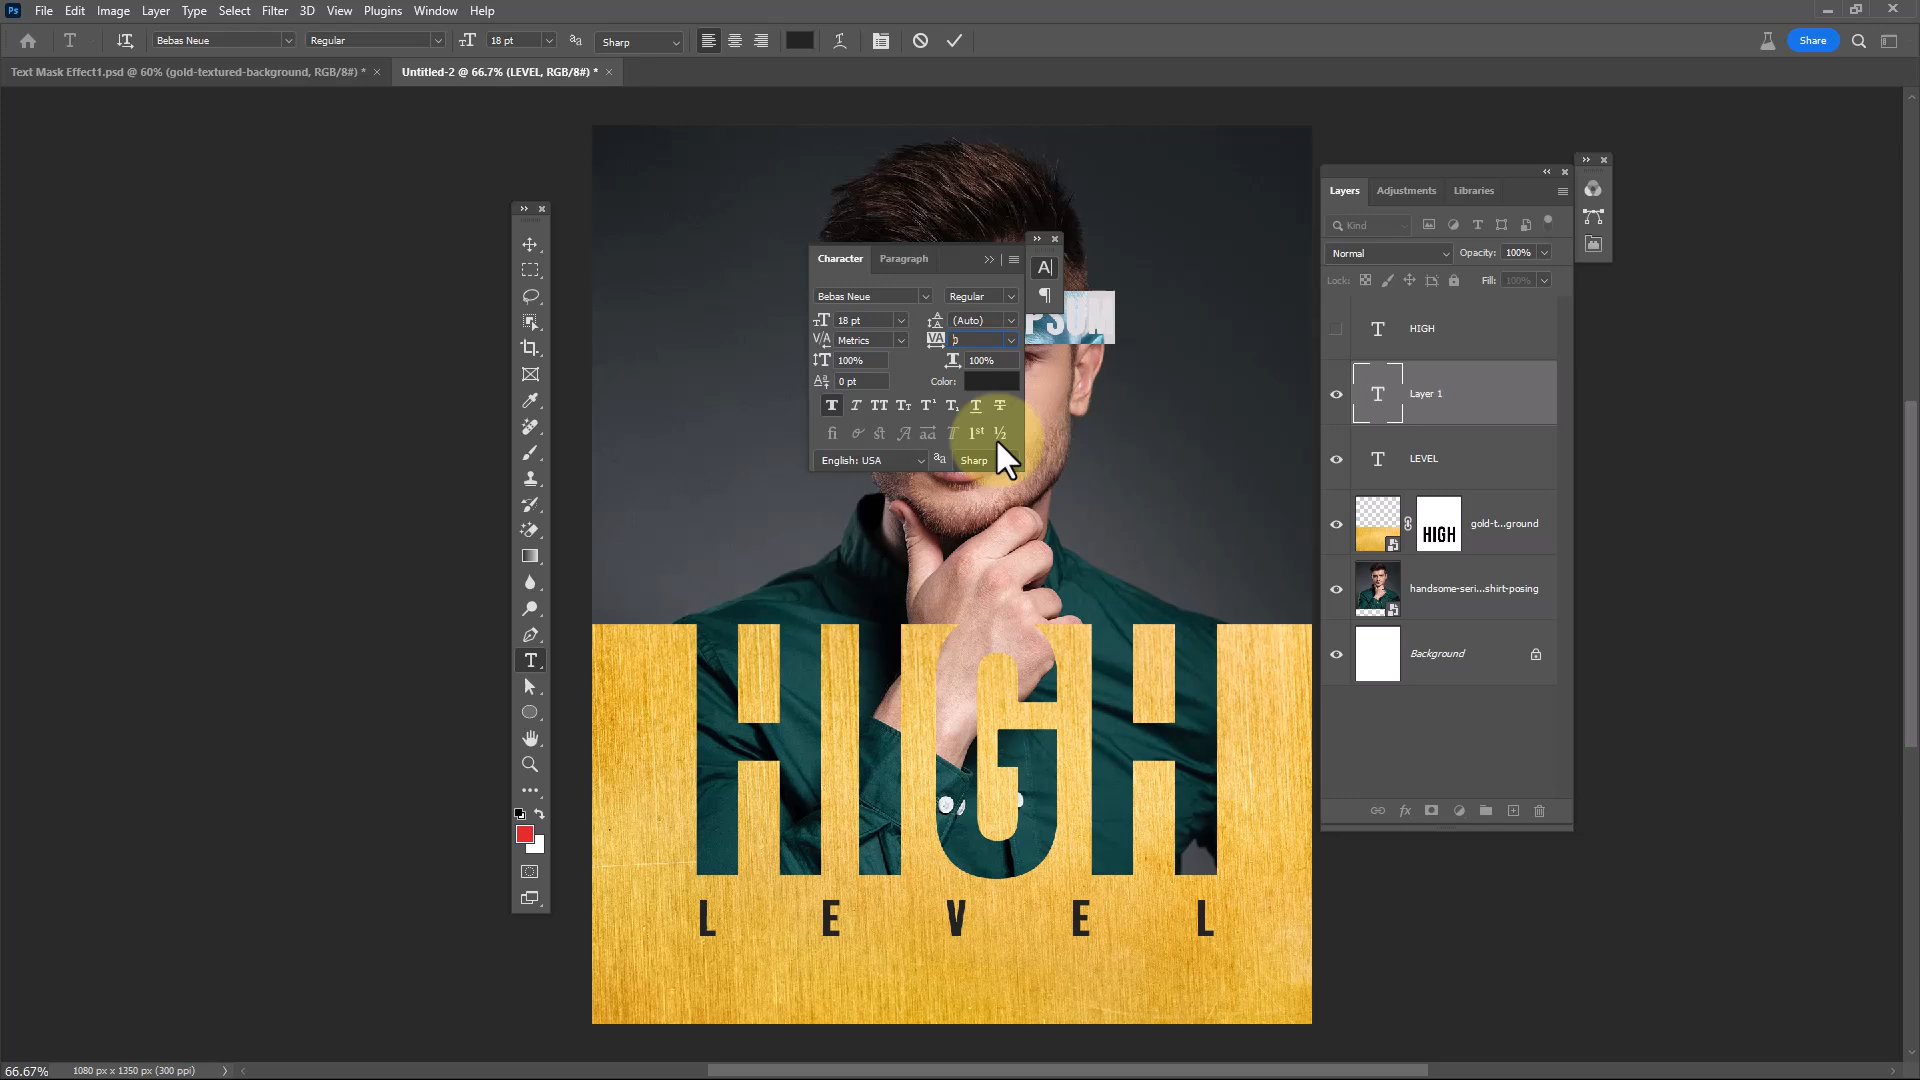 Ps File Edit Image Layer Type Select Filter 3D View Plugins Window Help
Bebas Neue Regular 18 pt Sharp Share
Text Mask Effect1.psd @ 60% (gold-textured-background, RGB/8#) * × Untitled-2 @ 66.7% (LEVEL, RGB/8#) * ×
Character Paragraph
Bebas Neue Regular
18 pt (Auto)
Metrics 0
100% 100%
0 pt Color:
English: USA Sharp
PSUM
HIGH
LEVEL
Layers Adjustments Libraries
Kind
Normal Opacity: 100%
Lock: Fill: 100%
HIGH
Layer 1
LEVEL
HIGH gold-t...ground
handsome-seri...shirt-posing
Background
66.67% 1080 px x 1350 px (300 ppi)